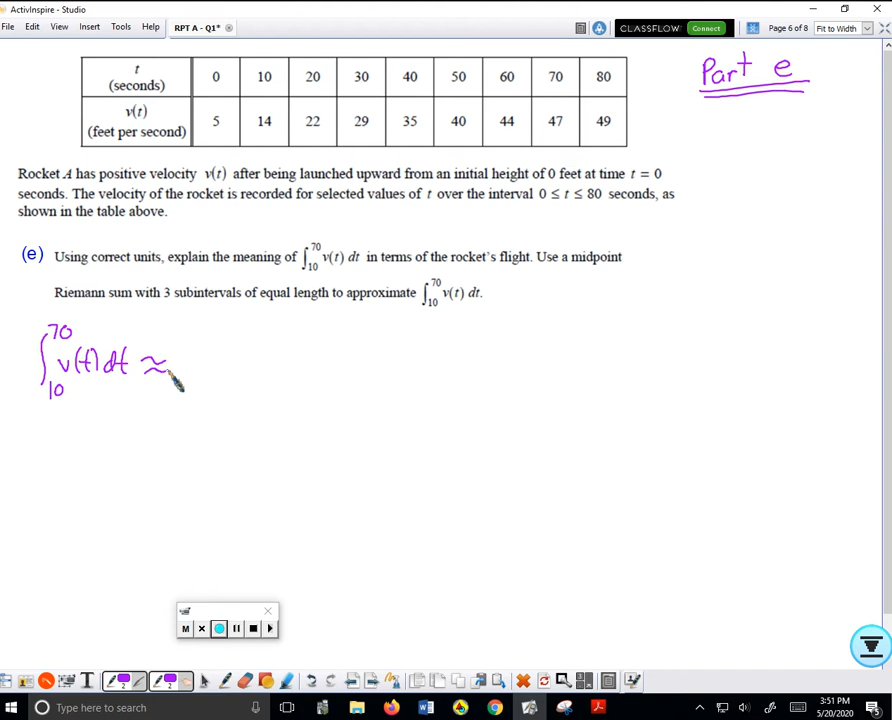 ActivInspire - Studio
File Edit View Insert Tools Help RPT A - Q1* CLASSFLOW Connect Page 6 of 8 Fit to Width
Part e
t (seconds) 0 10 20 30 40 50 60 70 80
v(t) (feet per second) 5 14 22 29 35 40 44 47 49
Rocket A has positive velocity v(t) after being launched upward from an initial height of 0 feet at time t = 0
seconds. The velocity of the rocket is recorded for selected values of t over the interval 0 ≤ t ≤ 80 seconds, as
shown in the table above.
(e) Using correct units, explain the meaning of ∫₁₀⁷⁰ v(t) dt in terms of the rocket's flight. Use a midpoint
Riemann sum with 3 subintervals of equal length to approximate ∫₁₀⁷⁰ v(t) dt.
∫₁₀⁷⁰ v(t) dt ≈
M
T 2 2
Type here to search
3:51 PM
5/20/2020
5